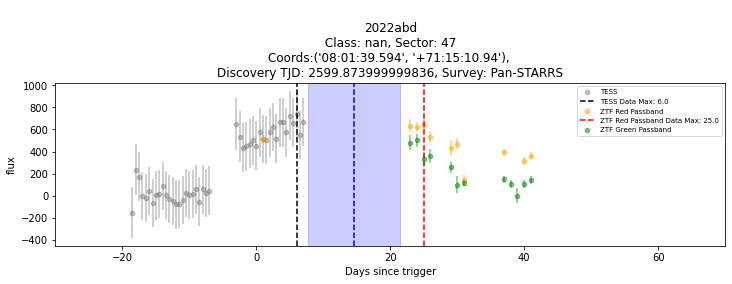 2022abd
Class: nan, Sector: 47
Coords:('08:01:39.594', '+71:15:10.94'),
Discovery TJD: 2599.873999999836, Survey: Pan-STARRS
1000
800
600
400
200
0
−200
−400
flux
TESS
TESS Data Max: 6.0
ZTF Red Passband
ZTF Red Passband Data Max: 25.0
ZTF Green Passband
−20 0 20 40 60
Days since trigger